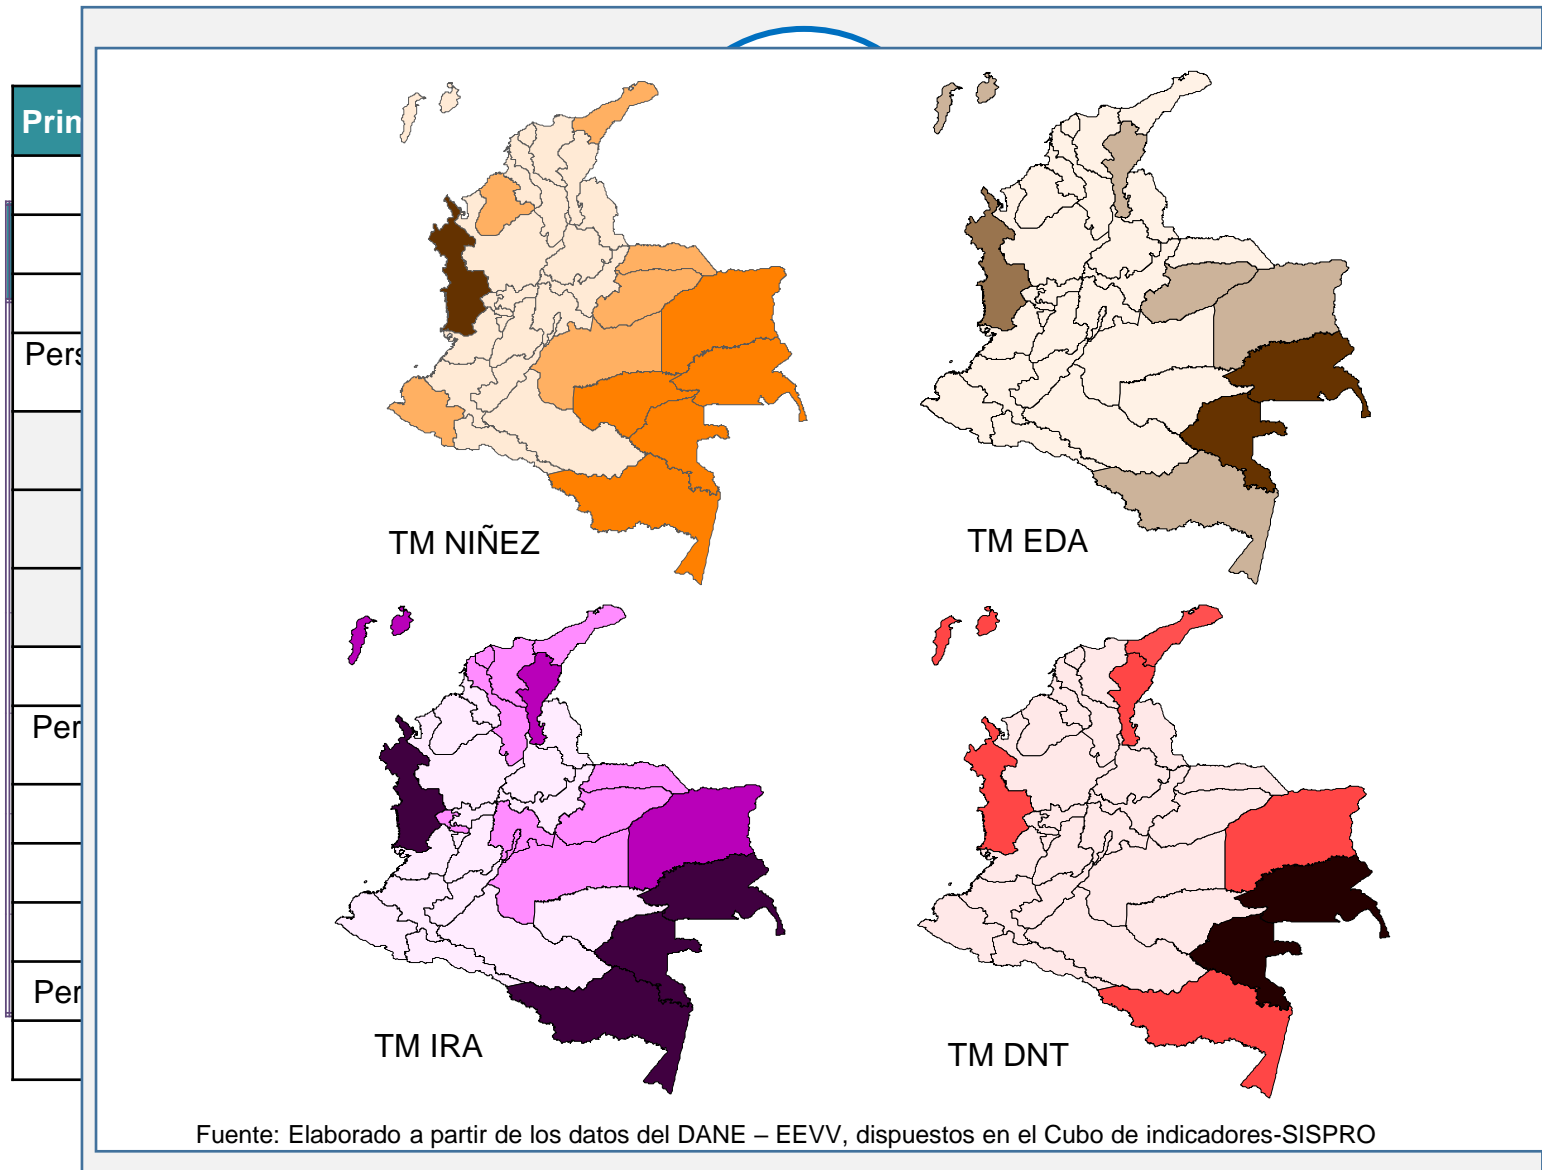 Prin
Pers
Per
Per
TM NIÑEZ
TM EDA
TM IRA
TM DNT
Fuente: Elaborado a partir de los datos del DANE – EEVV, dispuestos en el Cubo de indicadores-SISPRO